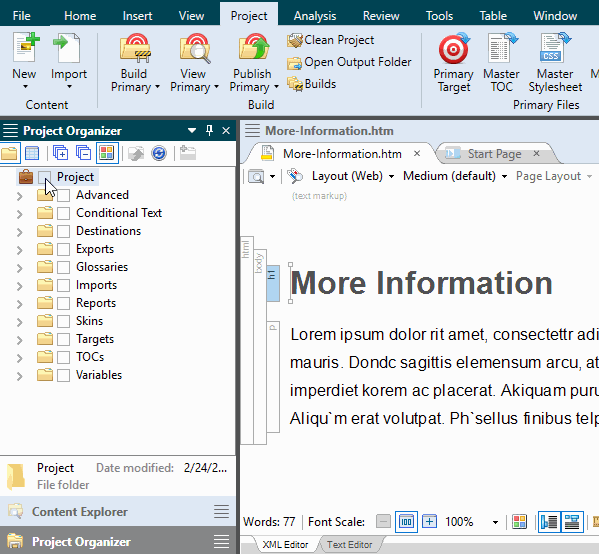 File Home Insert View Project Analysis Review Tools Table Window
New Import Build Primary View Primary Publish Primary Clean Project Open Output Folder Builds Primary Target Master TOC Master Stylesheet
Content Build Primary Files
Project Organizer
More-Information.htm
More-Information.htm Start Page
Layout (Web) Medium (default) Page Layout
(text markup)
Project
Advanced
Conditional Text
Destinations
Exports
Glossaries
Imports
Reports
Skins
Targets
TOCs
Variables
html
body
h1
p
More Information
Lorem ipsum dolor rit amet, consectettr adi
mauris. Dondc sagittis elemensum arcu, at
imperdiet korem ac placerat. Akiquam puru
Aliqu`m erat volutpat. Ph`sellus finibus telp
Project Date modified: 2/24/2...
File folder
Content Explorer
Project Organizer
Words: 77 Font Scale: 100 100%
XML Editor Text Editor